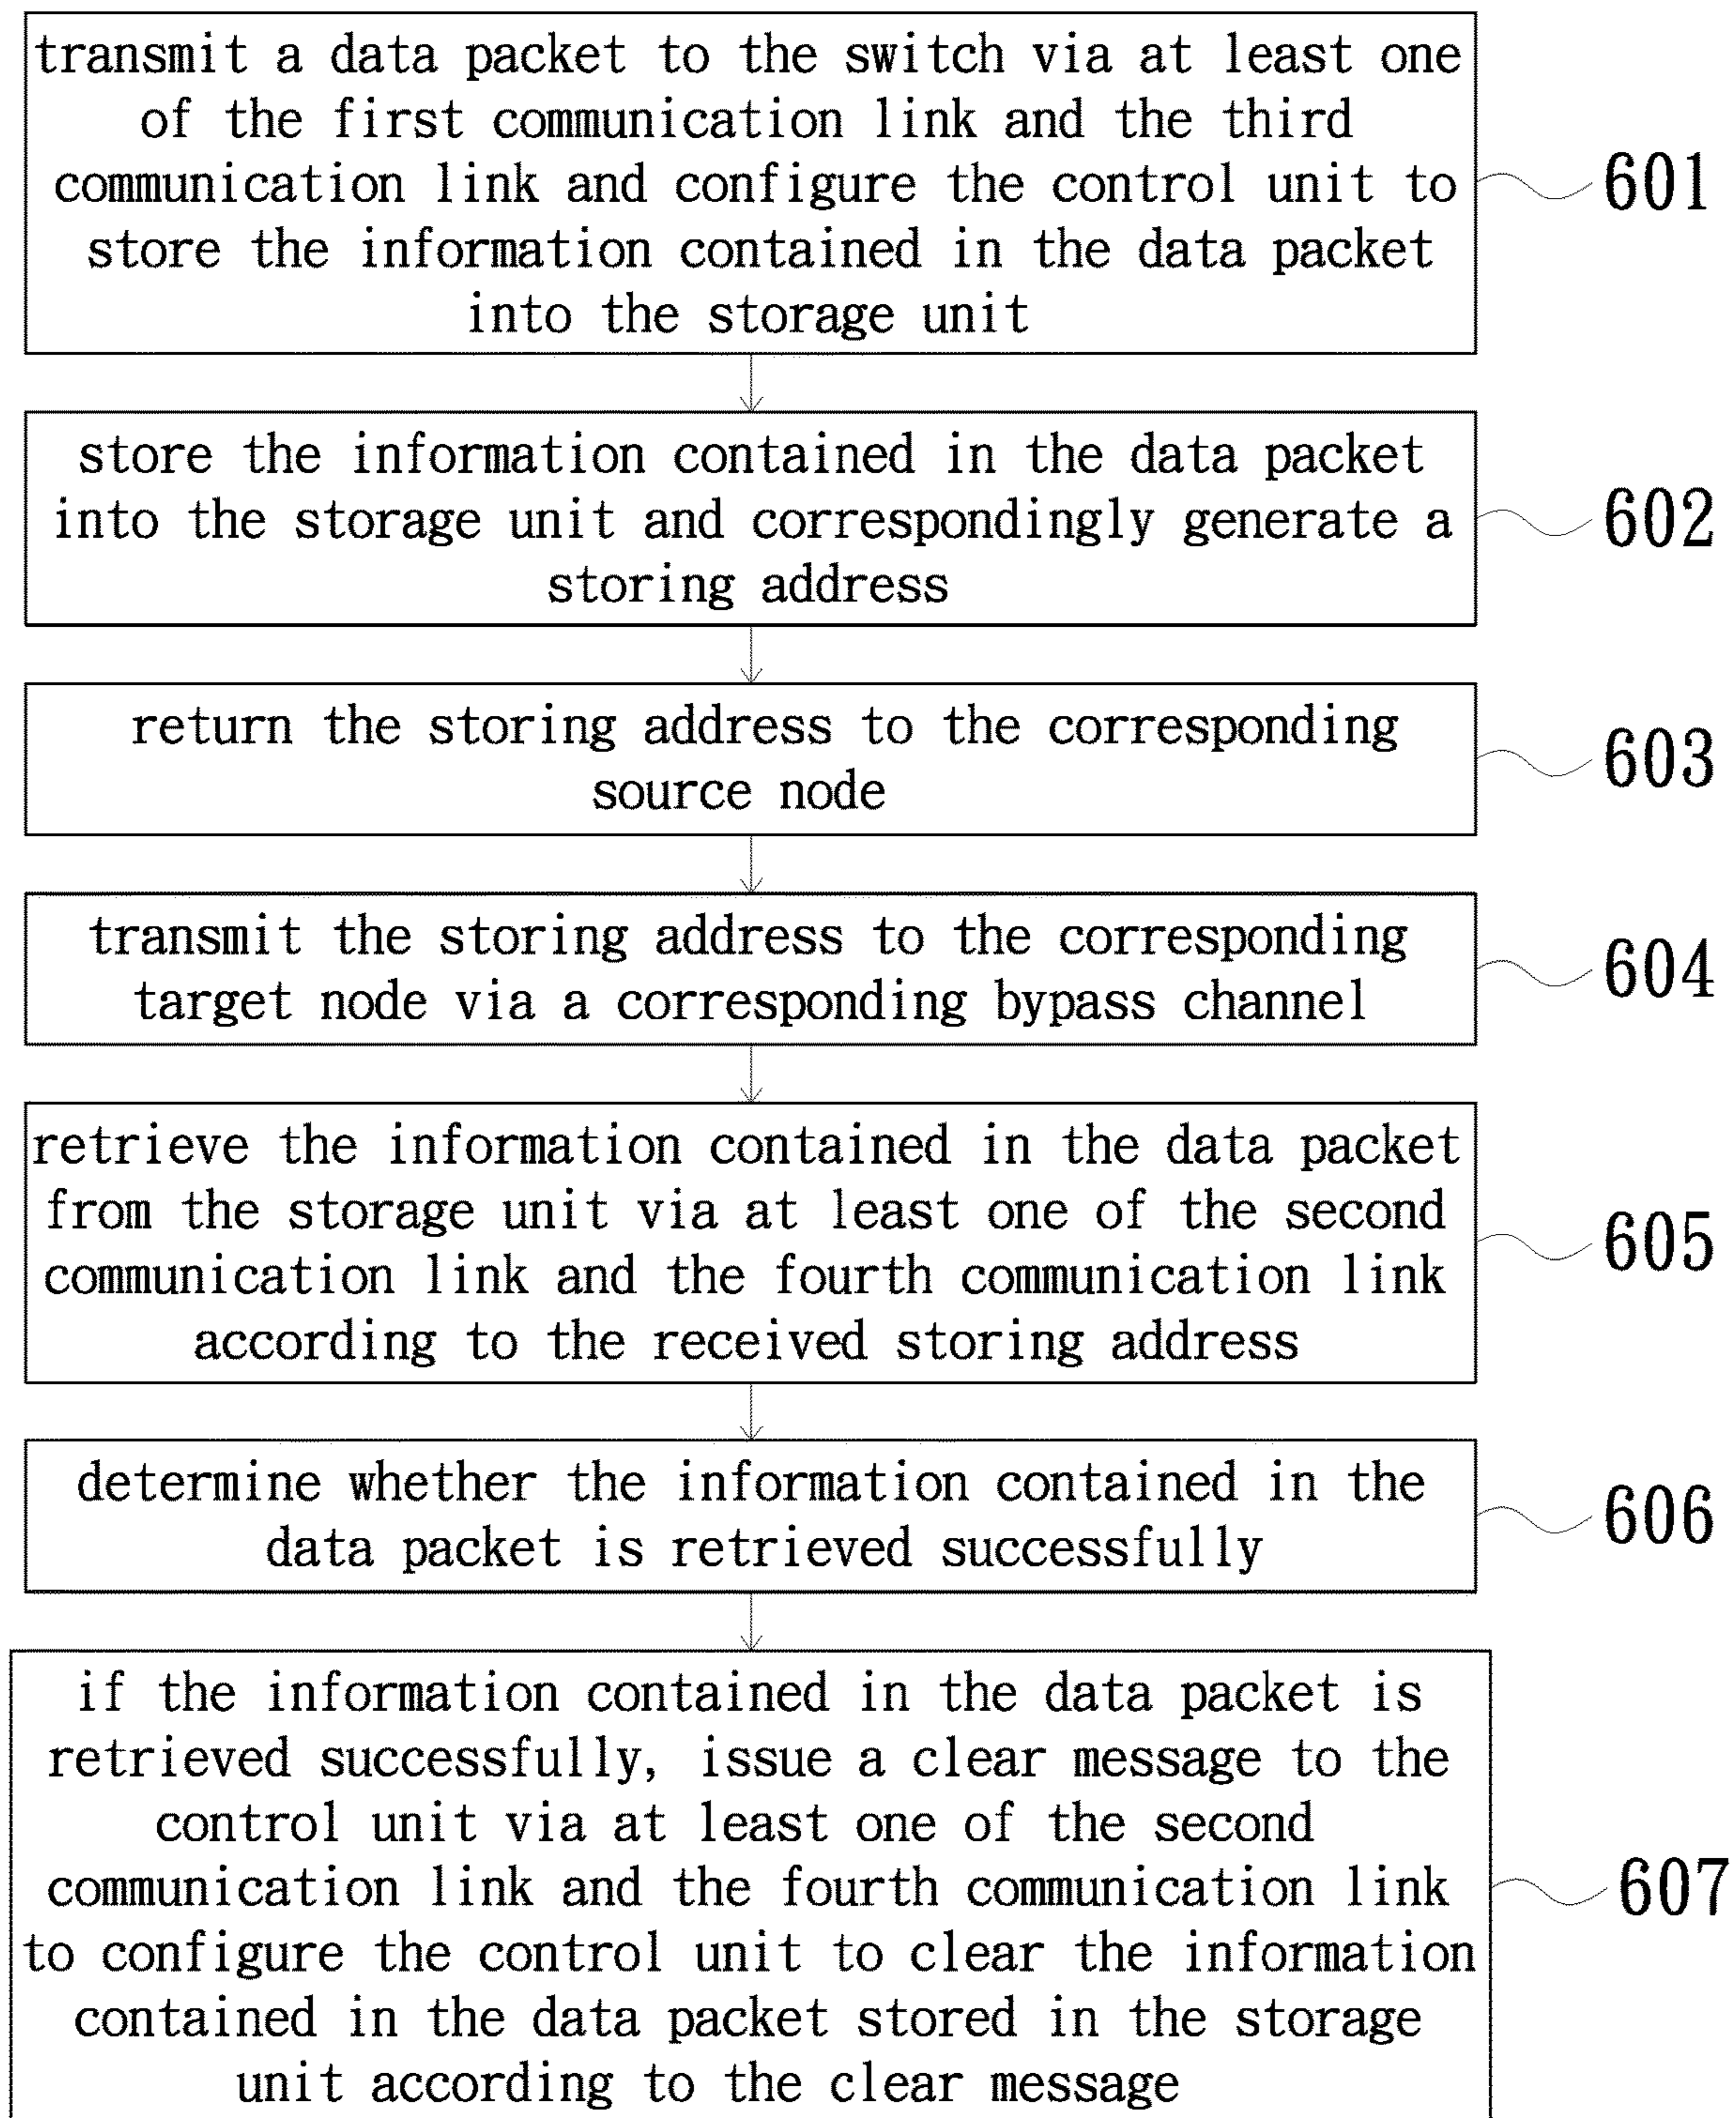 transmit a data packet to the switch via at least one
of the first communication link and the third
communication link and configure the control unit to
store the information contained in the data packet
into the storage unit
601
store the information contained in the data packet
into the storage unit and correspondingly generate a
storing address
602
return the storing address to the corresponding
source node
603
transmit the storing address to the corresponding
target node via a corresponding bypass channel
604
retrieve the information contained in the data packet
from the storage unit via at least one of the second
communication link and the fourth communication link
according to the received storing address
605
determine whether the information contained in the
data packet is retrieved successfully
606
if the information contained in the data packet is
retrieved successfully, issue a clear message to the
control unit via at least one of the second
communication link and the fourth communication link
to configure the control unit to clear the information
contained in the data packet stored in the storage
unit according to the clear message
607